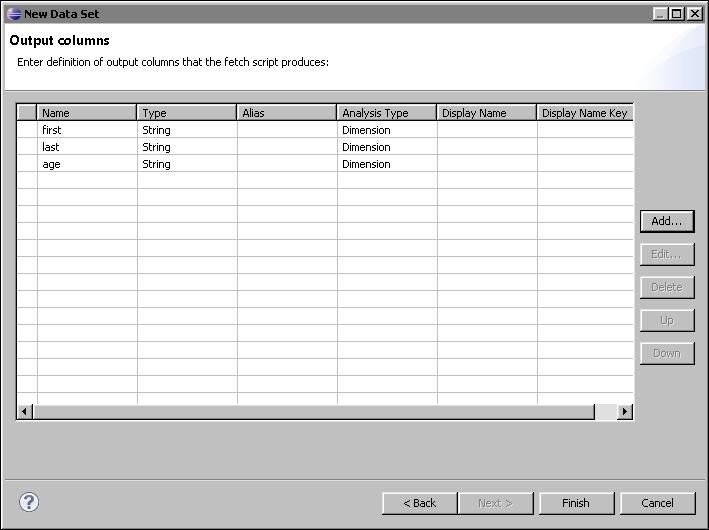 New Data Set
Output columns
Enter definition of output columns that the fetch script produces:
Name Type Alias Analysis Type Display Name Display Name Key
first String Dimension
last String Dimension
age String Dimension
Add...
Edit...
Delete
Up
Down
?
< Back Next > Finish Cancel